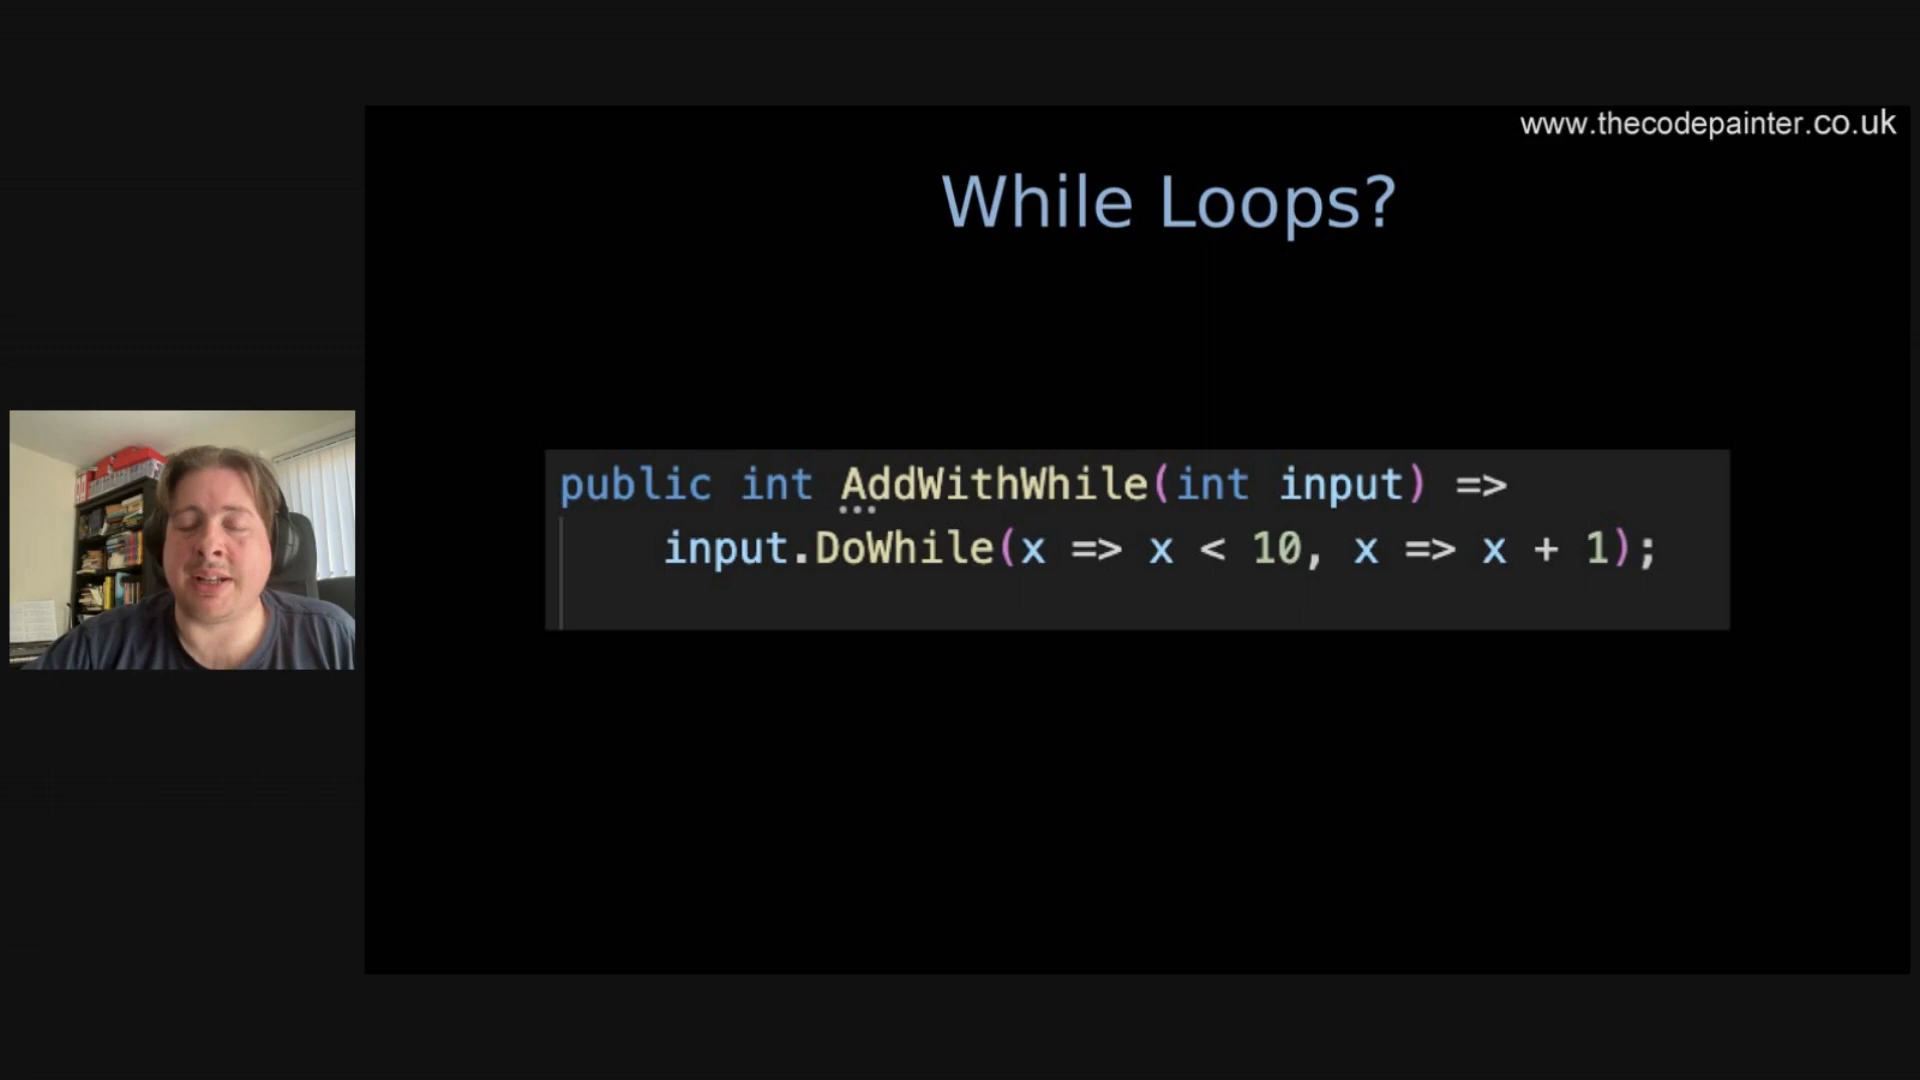 www.thecodepainter.co.uk
While Loops?
public int AddWithWhile(int input) =>
input.DoWhile(x => x < 10, x => x + 1);